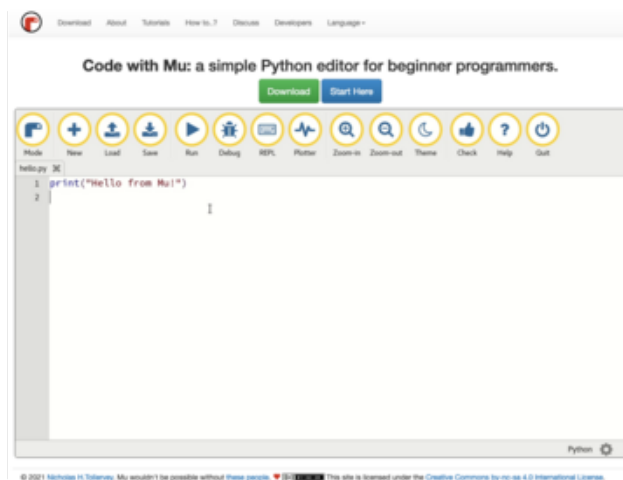 Download About Tutorials How to..? Discuss Developers Language
Code with Mu: a simple Python editor for beginner programmers.
Download Start Here
Mode New Load Save Run Debug REPL Plotter Zoom-in Zoom-out Theme Check Help Quit
hello.py
1 print("Hello from Mu!")
2
Python
© 2021 Nicholas H.Tollervey. Mu wouldn't be possible without these people. This site is licensed under the Creative Commons by-nc-sa 4.0 International License.